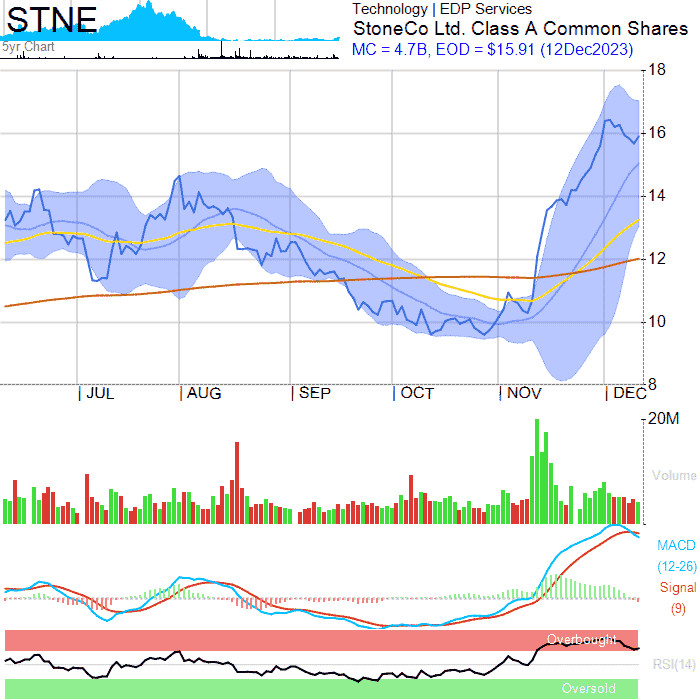 STNE
5yr Chart
Technology | EDP Services
StoneCo Ltd. Class A Common Shares
MC = 4.7B, EOD = $15.91 (12Dec2023)
18
16
14
12
10
8
| JUL | AUG | SEP | OCT | NOV | DEC
20M
Volume
MACD
(12-26)
Signal
(9)
Overbought
RSI(14)
Oversold